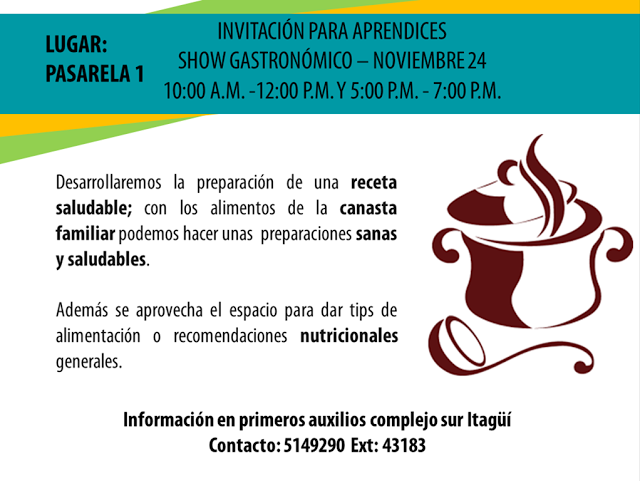 LUGAR:
PASARELA 1
INVITACIÓN PARA APRENDICES
SHOW GASTRONÓMICO – NOVIEMBRE 24
10:00 A.M. -12:00 P.M. Y 5:00 P.M. - 7:00 P.M.
Desarrollaremos la preparación de una receta
saludable; con los alimentos de la canasta
familiar podemos hacer unas preparaciones sanas
y saludables.
Además se aprovecha el espacio para dar tips de
alimentación o recomendaciones nutricionales
generales.
Información en primeros auxilios complejo sur Itagüí
Contacto: 5149290 Ext: 43183